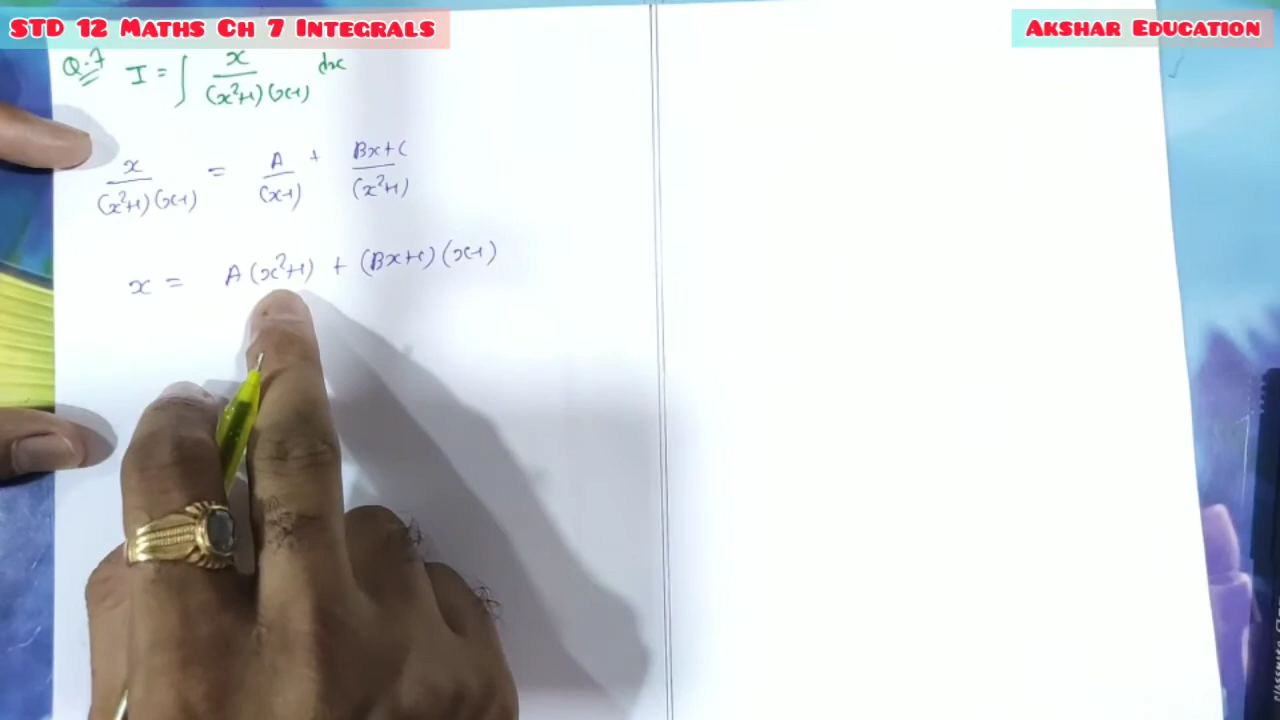 STD 12 Maths Ch 7 Integrals
Akshar Education
Q.7 I = ∫ x / (x²+1)(x-1) dx
x / (x²+1)(x-1) = A / (x-1) + Bx+C / (x²+1)
x = A(x²+1) + (Bx+C)(x-1)